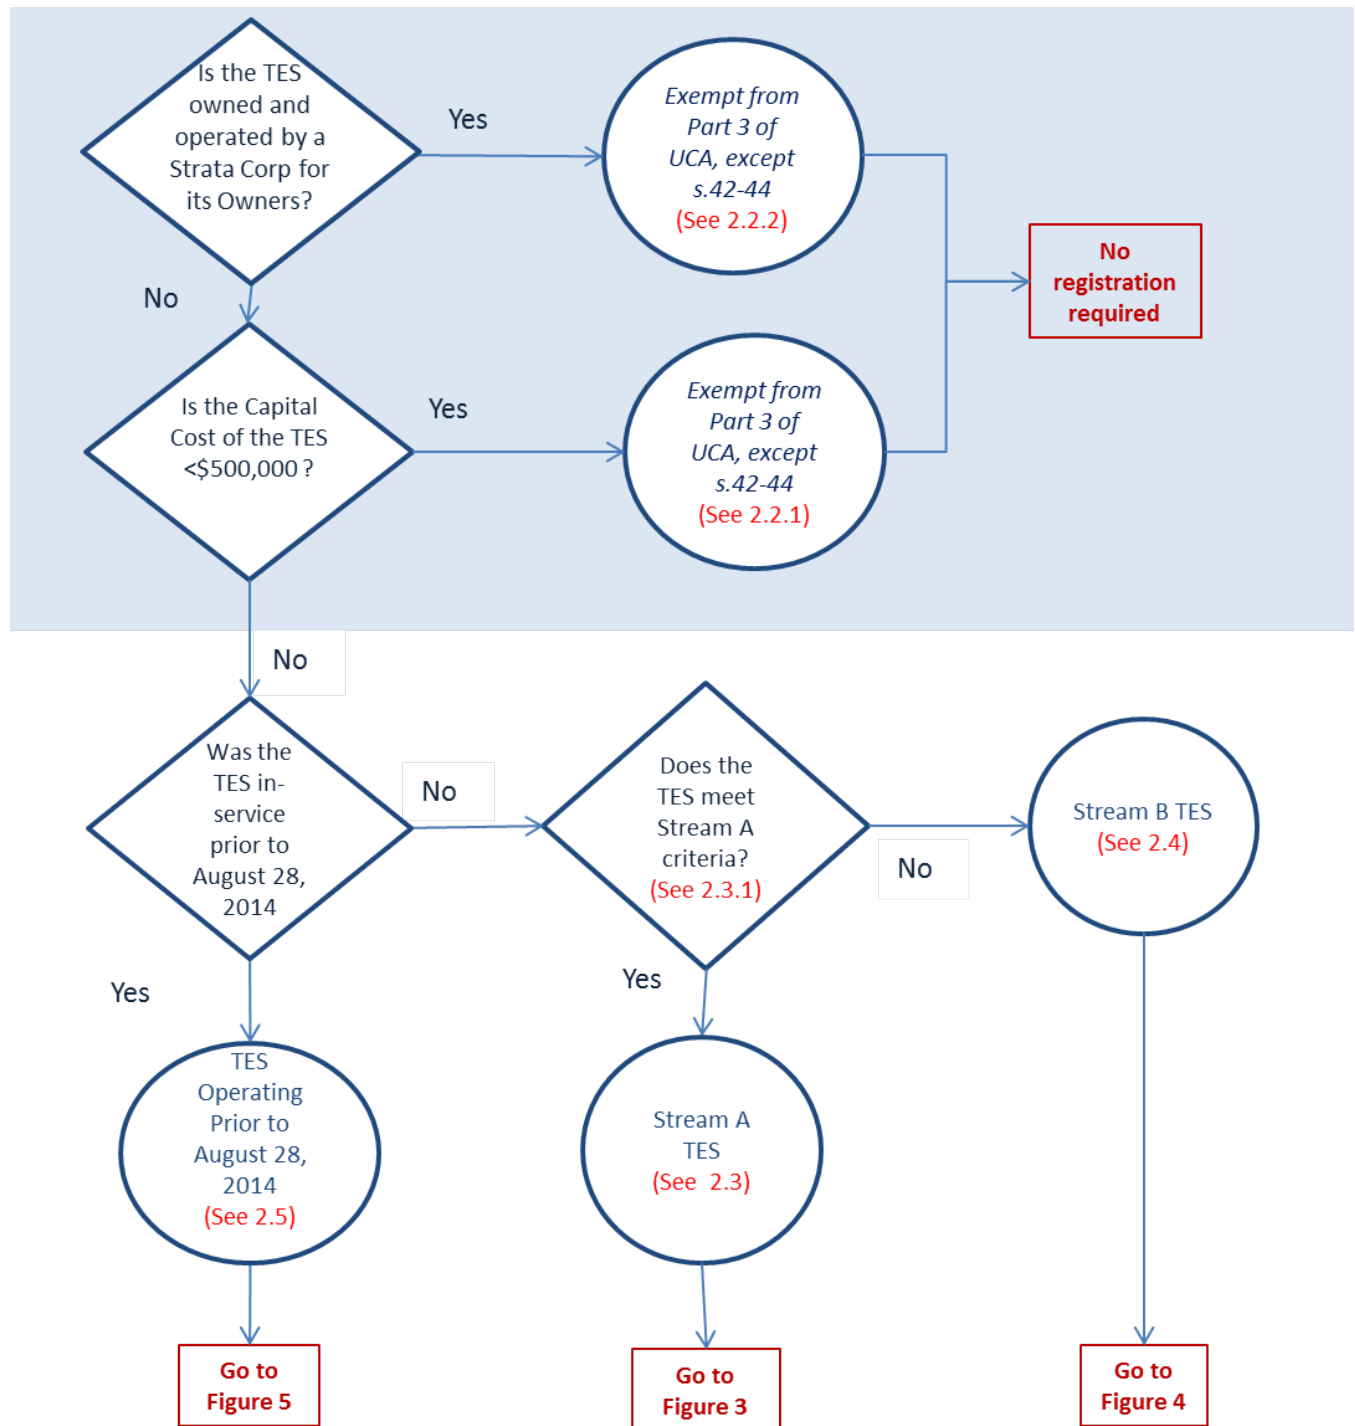 Is the TES
owned and
operated by a
Strata Corp for
its Owners?
Yes
Exempt from
Part 3 of
UCA, except
s.42-44
(See 2.2.2)
No
registration
required
No
Is the Capital
Cost of the TES
<$500,000 ?
Yes
Exempt from
Part 3 of
UCA, except
s.42-44
(See 2.2.1)
No
Was the
TES in-
service
prior to
August 28,
2014
No
Does the
TES meet
Stream A
criteria?
(See 2.3.1)
No
Stream B TES
(See 2.4)
Yes
TES
Operating
Prior to
August 28,
2014
(See 2.5)
Yes
Stream A
TES
(See 2.3)
Go to
Figure 5
Go to
Figure 3
Go to
Figure 4